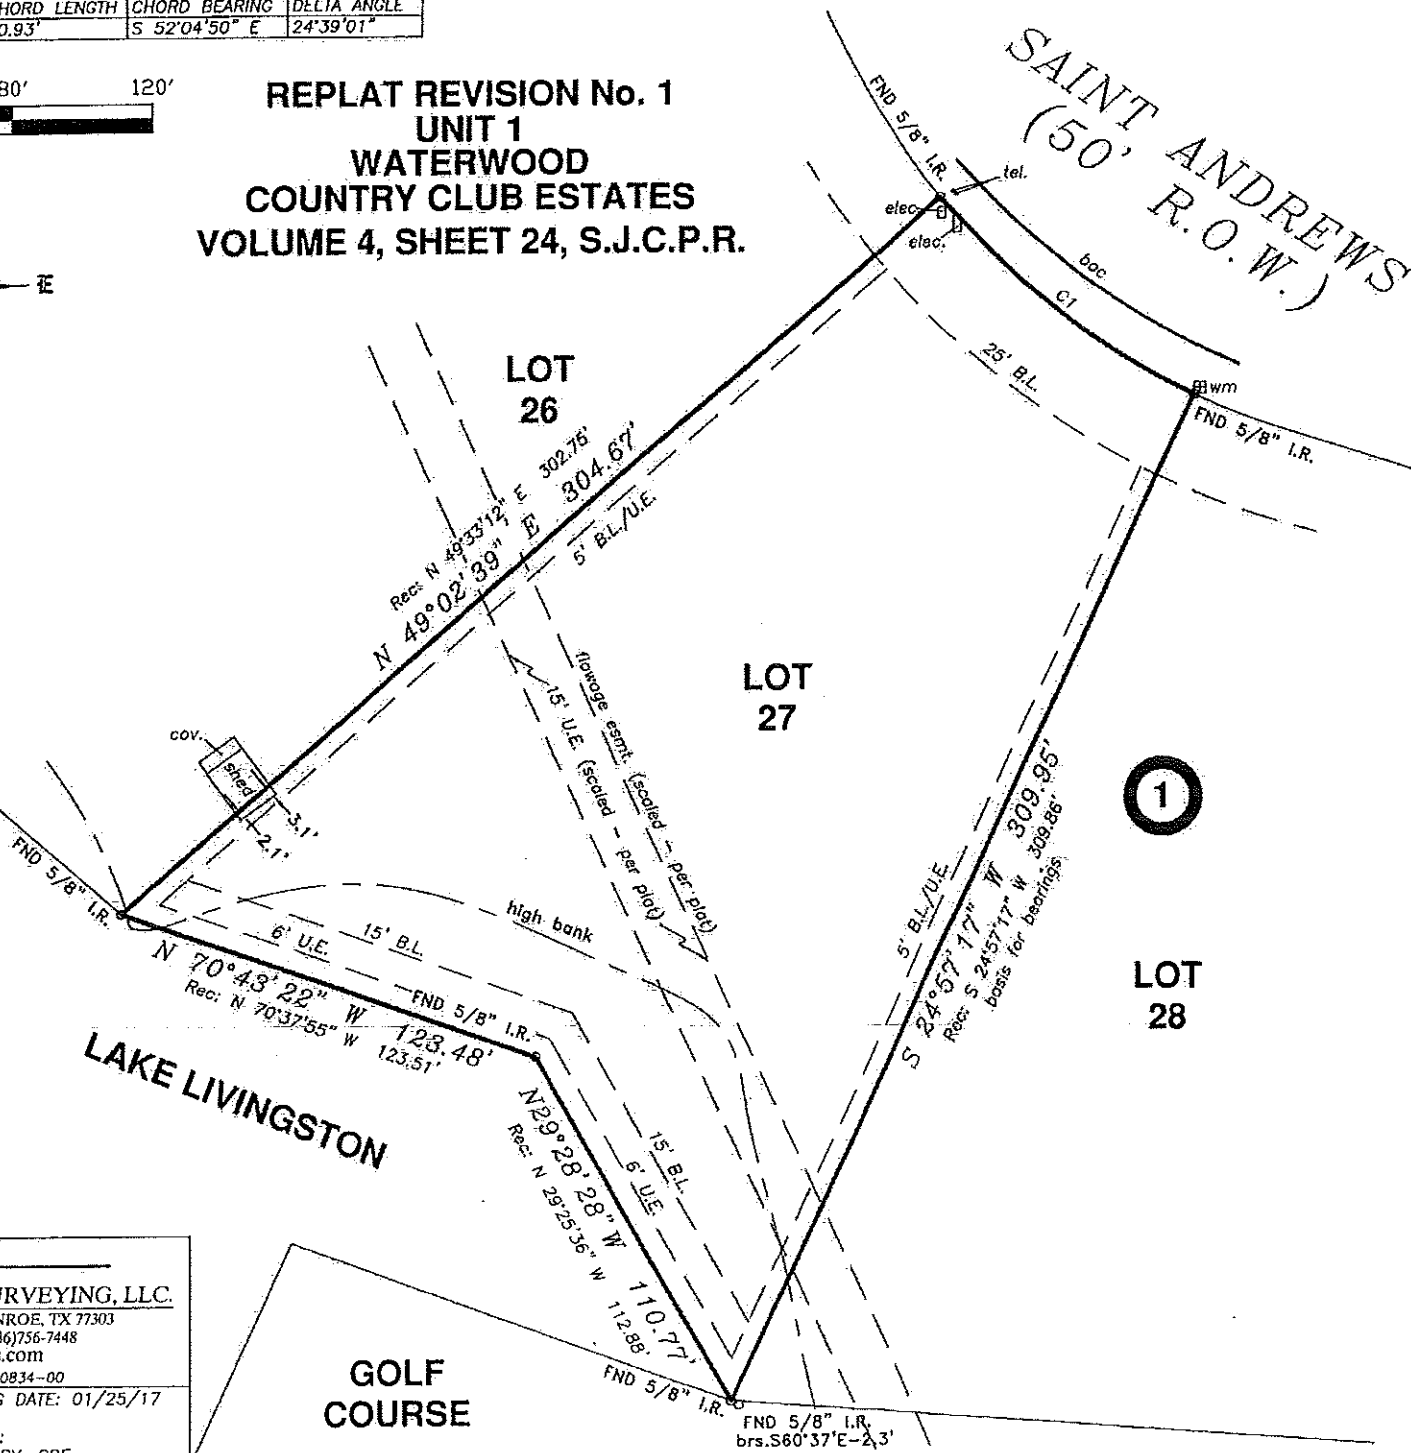 HORD LENGTH CHORD BEARING DELTA ANGLE
0.93' S 52°04'50" E 24°39'01"
80' 120'
REPLAT REVISION No. 1
UNIT 1
WATERWOOD
COUNTRY CLUB ESTATES
VOLUME 4, SHEET 24, S.J.C.P.R.
E
SAINT ANDREWS
(50' R.O.W.)
FND 5/8" I.R.
tel.
elec.
elec.
boc
C1
25' B.L.
wm
FND 5/8" I.R.
LOT
26
Rec: N 49°33'12" E 302.75'
N 49°02'39" E 304.67'
5' B.L./U.E.
LOT
27
flowage esmt. (scaled - per plat)
15' U.E. (scaled - per plat)
cov.
shed
3.1'
2.1'
FND 5/8" I.R.
1
5' B.L./U.E.
S 24°57'17" W 309.95'
Rec: S 24°57'17" W 309.86'
basis for bearings
LOT
28
high bank
15' B.L.
6' U.E.
FND 5/8" I.R.
N 70°43'22" W 123.48'
Rec: N 70°37'55" W 123.51'
LAKE LIVINGSTON
15' B.L.
6' U.E.
N29°28'28" W 110.77'
Rec: N 29°25'36" W 112.88'
GOLF
COURSE
FND 5/8" I.R.
FND 5/8" I.R.
brs.S60°37'E-2.3'
URVEYING, LLC.
NROE, TX 77303
36)756-7448
s.com
0834-00
G DATE: 01/25/17